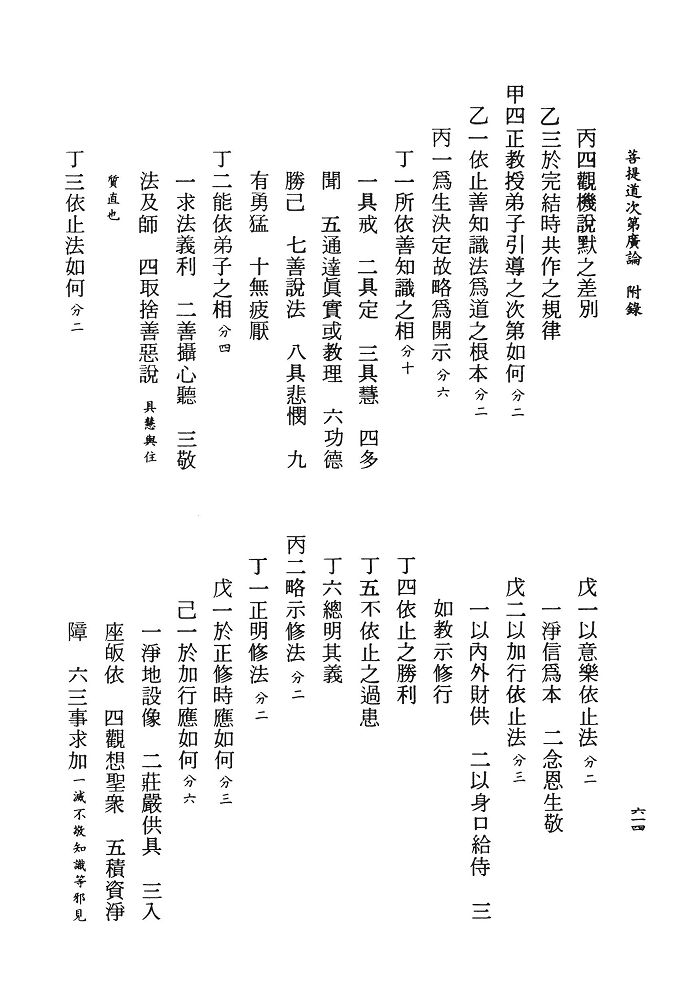 菩提道次第廣論　附錄
六一四
丙四觀機說默之差別
乙三於完結時共作之規律
甲四正教授弟子引導之次第如何分二
乙一依止善知識法爲道之根本分二
丙一爲生決定故略爲開示分六
丁一所依善知識之相分十
一具戒　二具定　三具慧　四多
聞　五通達眞實或教理　六功德
勝己　七善說法　八具悲憫　九
有勇猛　十無疲厭
丁二能依弟子之相分四
一求法義利　二善攝心聽　三敬
法及師　四取捨善惡說　具慧與住
質直也
丁三依止法如何分二
戊一以意樂依止法分二
一淨信爲本　二念恩生敬
戊二以加行依止法分三
一以內外財供　二以身口給侍　三
如教示修行
丁四依止之勝利
丁五不依止之過患
丁六總明其義
丙二略示修法分二
丁一正明修法分二
戊一於正修時應如何分三
己一於加行應如何分六
一淨地設像　二莊嚴供具　三入
座皈依　四觀想聖衆　五積資淨
障　六三事求加一滅不敬知識等邪見